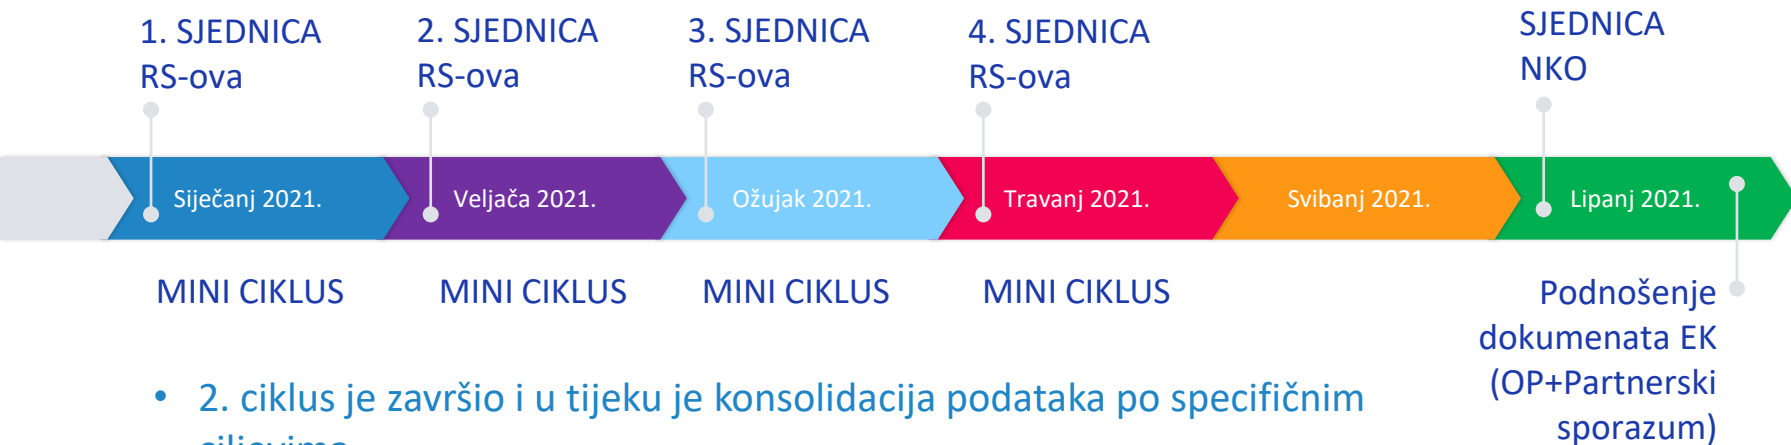 1. SJEDNICA
RS-ova
2. SJEDNICA
RS-ova
3. SJEDNICA
RS-ova
4. SJEDNICA
RS-ova
SJEDNICA
NKO
Siječanj 2021.
Veljača 2021.
Ožujak 2021.
Travanj 2021.
Svibanj 2021.
Lipanj 2021.
MINI CIKLUS
MINI CIKLUS
MINI CIKLUS
MINI CIKLUS
Podnošenje
dokumenata EK
(OP+Partnerski
sporazum)
• 2. ciklus je završio i u tijeku je konsolidacija podataka po specifičnim